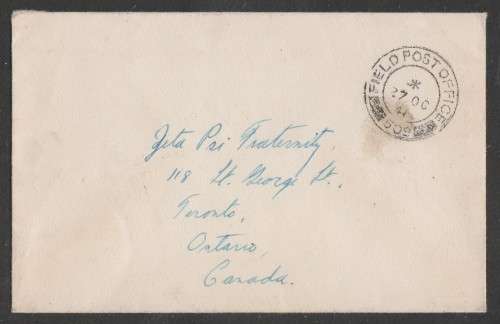 FIELD POST OFFICE
27 OC
Zeta Psi Fraternity,
118 St. George St.,
Toronto,
Ontario,
Canada.